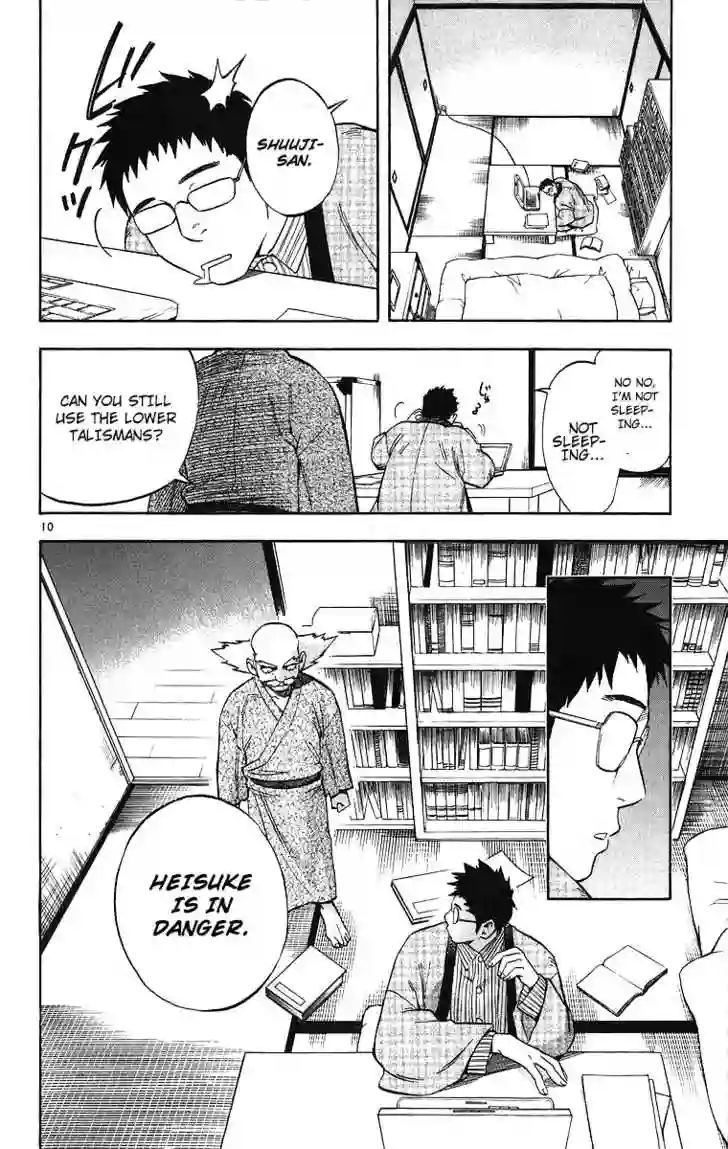 SHUUJI-
SAN.
NO NO,
I'M NOT
SLEEP-
ING...
NOT
SLEEP-
ING...
CAN YOU STILL
USE THE LOWER
TALISMANS?
10
HEISUKE
IS IN
DANGER.